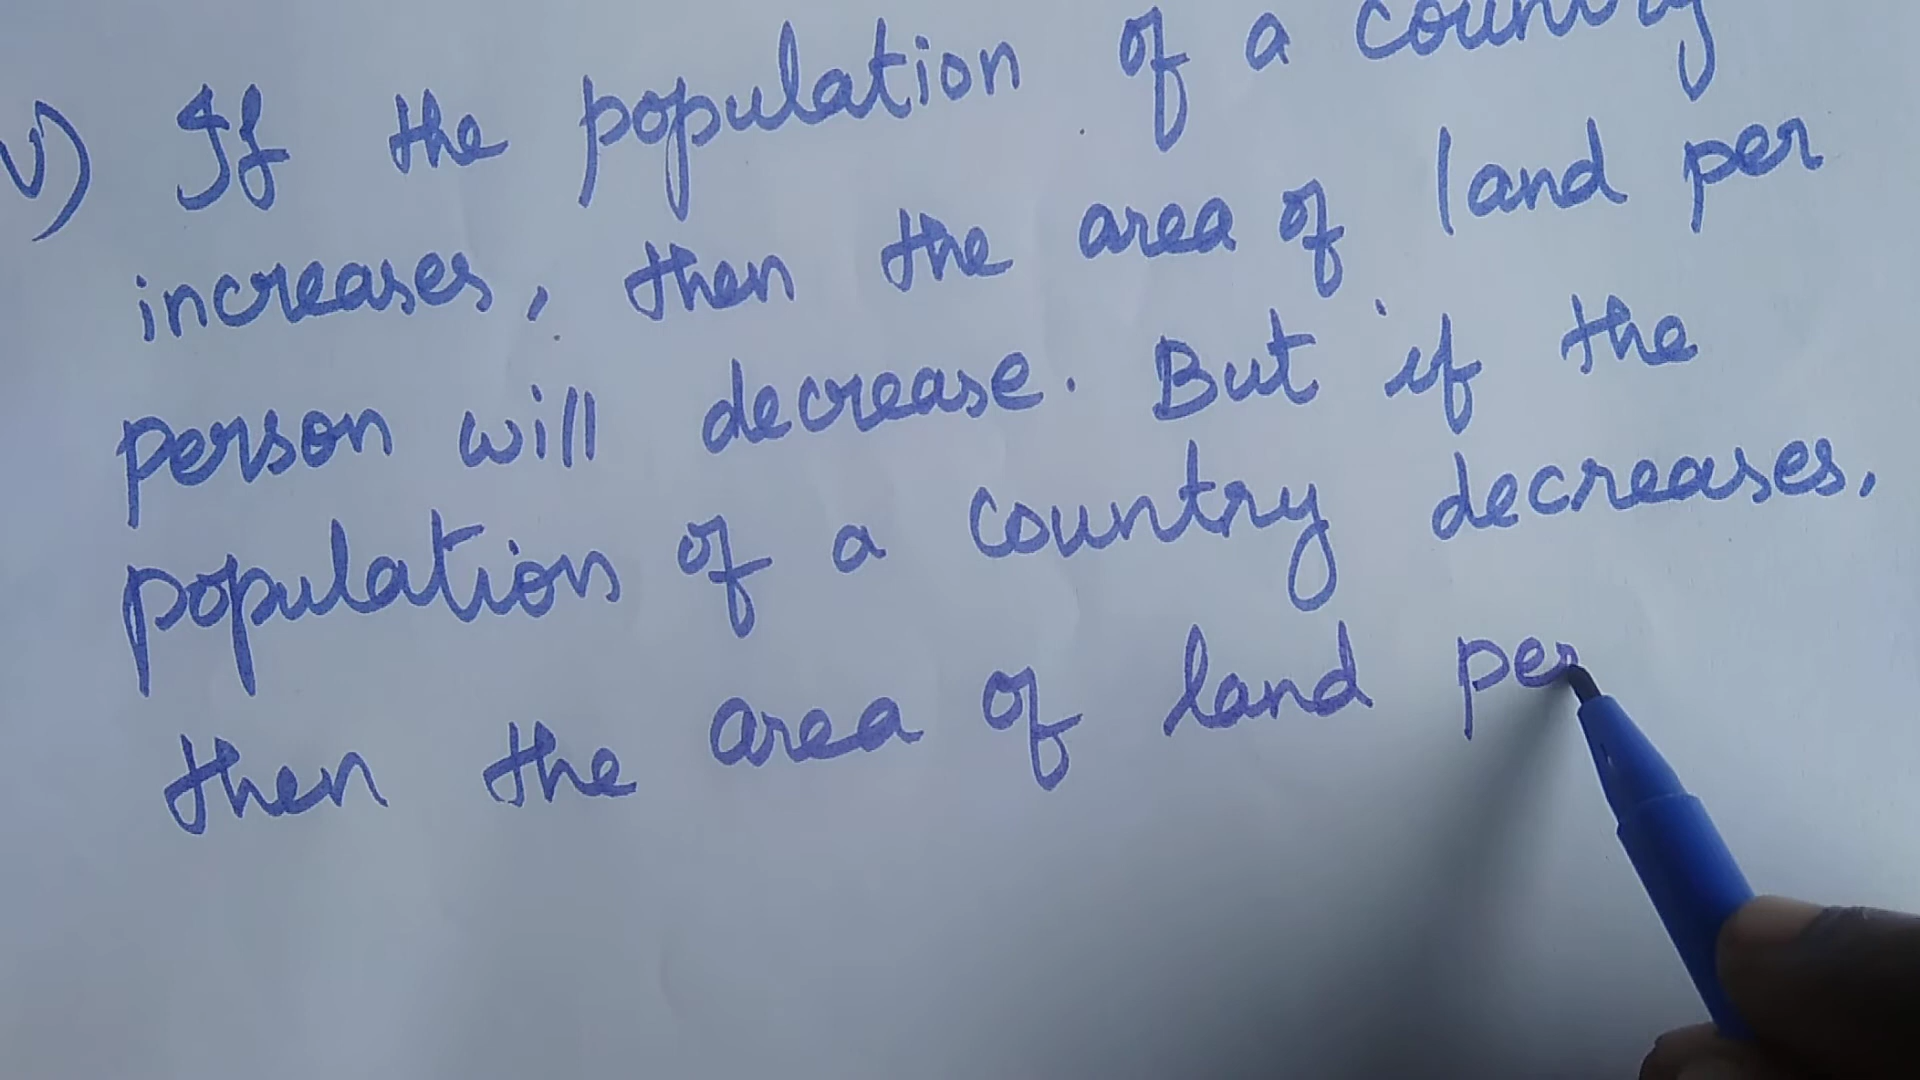 v) If the population of a country
increases, then the area of land per
person will decrease. But if the
population of a country decreases,
then the area of land per